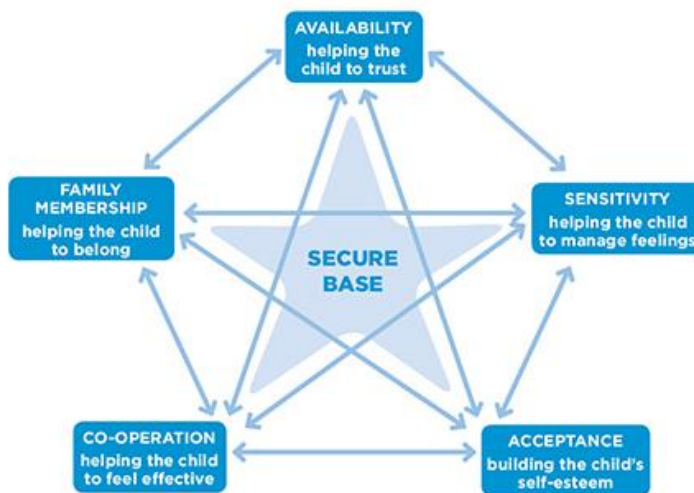 AVAILABILITY
helping the
child to trust
FAMILY
MEMBERSHIP
helping the child
to belong
SENSITIVITY
helping the child
to manage feelings
SECURE
BASE
CO-OPERATION
helping the child
to feel effective
ACCEPTANCE
building the child's
self-esteem